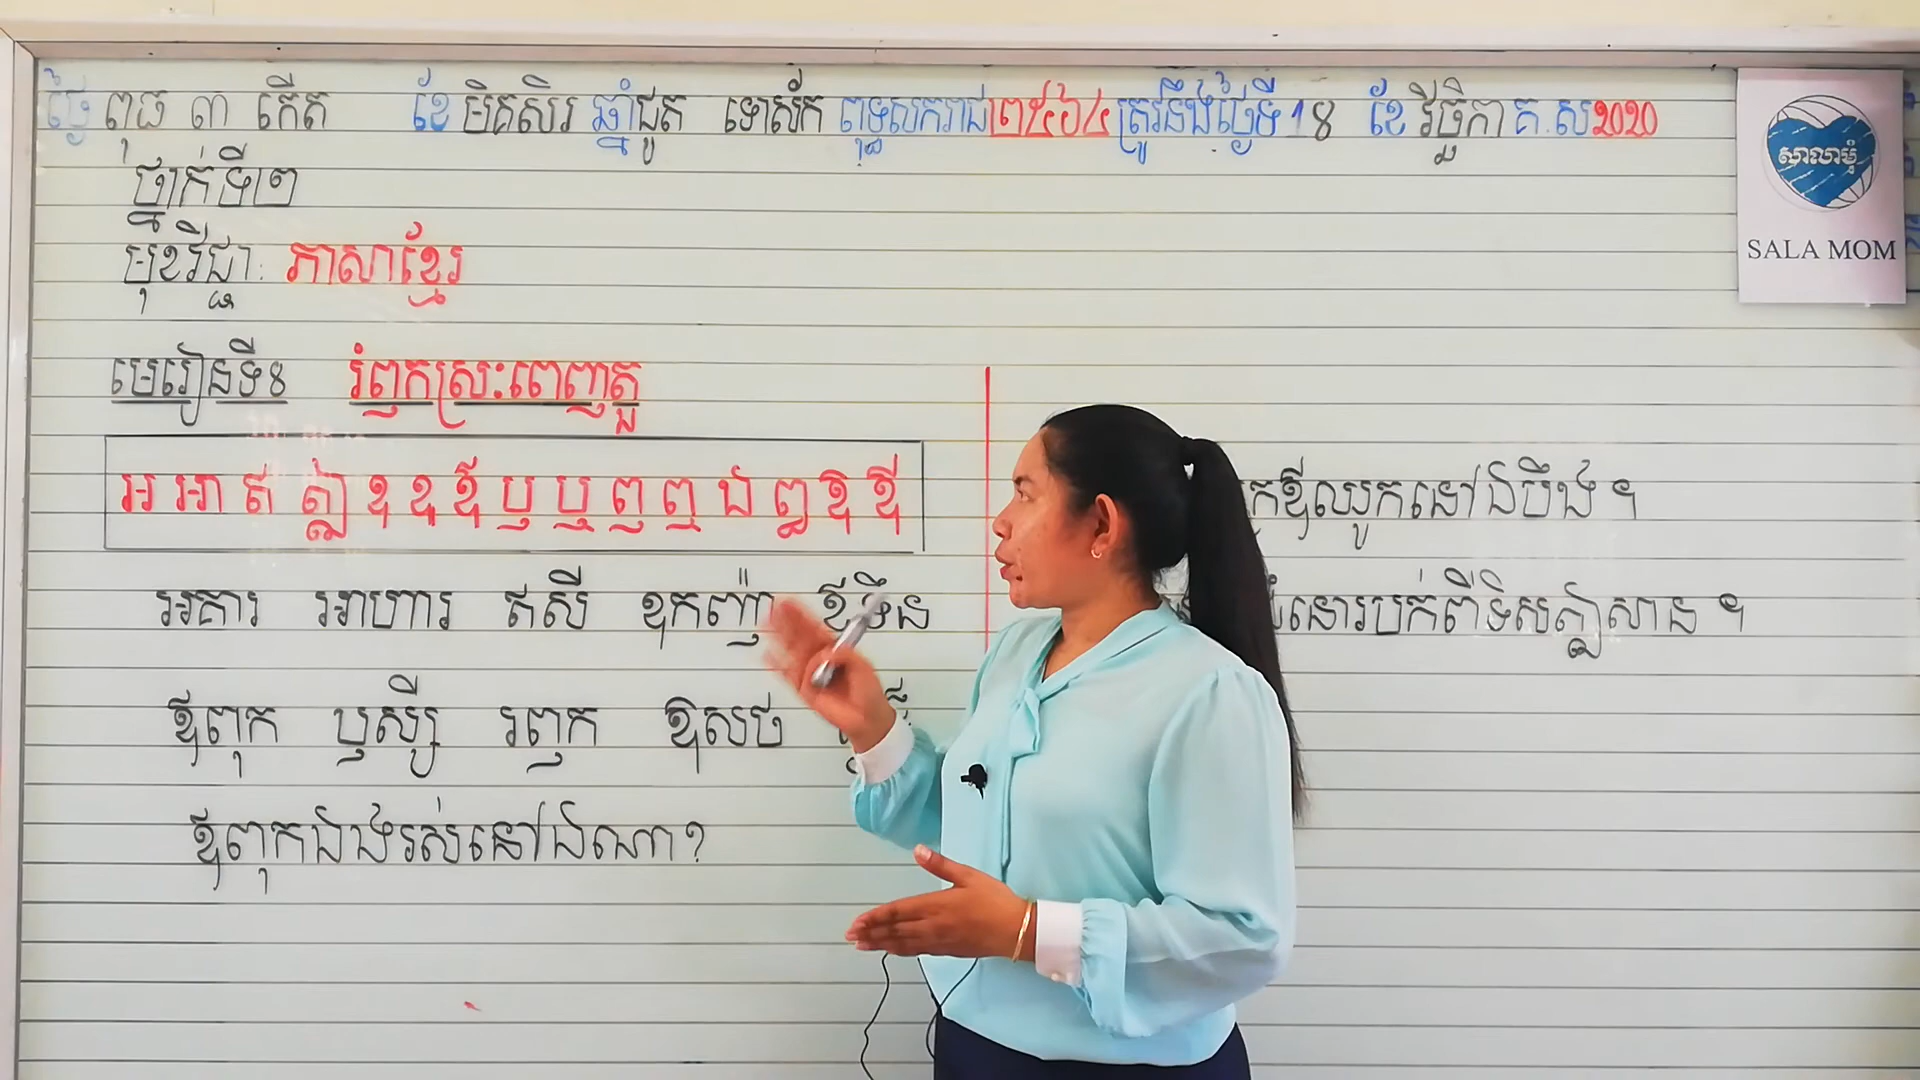 ថ្ងៃ ពុធ ៣ កើត ខែ មិគសិរ ឆ្នាំជូត ទោស័ក ពុទ្ធសករាជ២៥៦៤ ត្រូវនឹងថ្ងៃទី 18 ខែ វិច្ឆិកា គ.ស2020
ថ្នាក់ទី២
មុខវិជ្ជា: ភាសាខ្មែរ
មេរៀនទី៖ រំឭកស្រៈពេញតួ
អ អា ឥ ឦ ឧ ឩ ឪ ឫ ឬ ឭ ឮ ឯ ឰ ឱ ឳ
អគារ អាហារ ឥសី ឧកញ៉ា ឪទឹន
ឪពុក ឫស្សី រឭក ឱសថ
ឪពុកឯងរស់នៅឯណា?
ឪឈូកនៅឯបឹង ។
បក់ពីទិសឦសាន ។
សាលាមុំ
SALA MOM